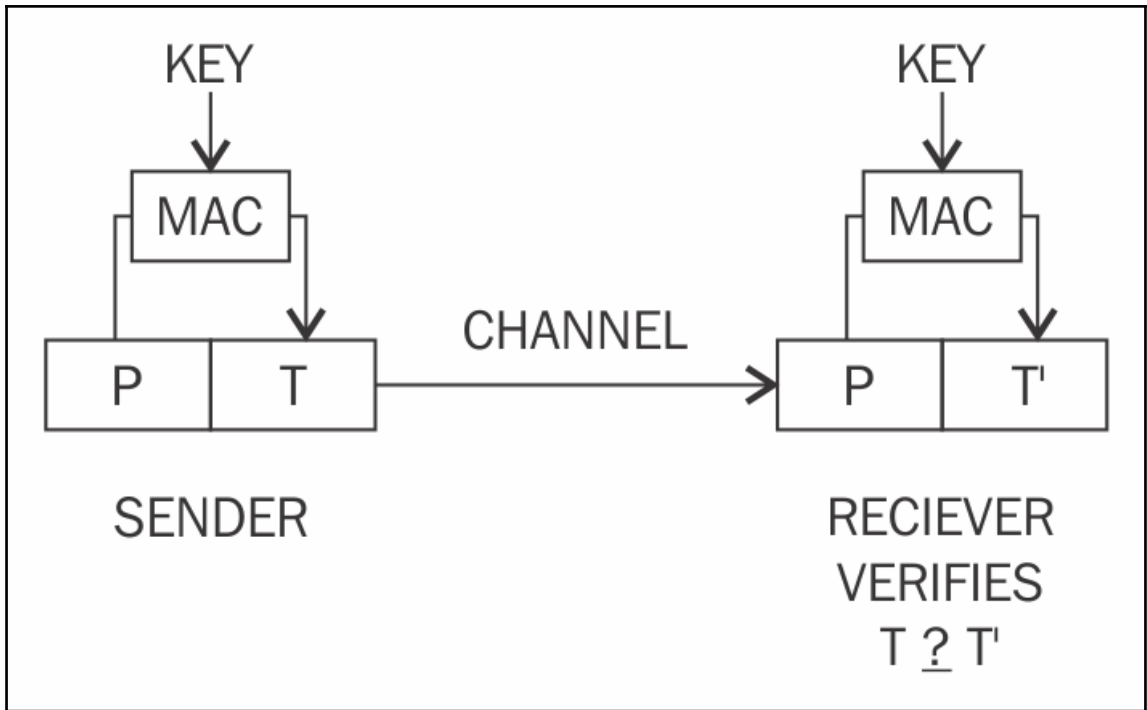 KEY
KEY
MAC
MAC
CHANNEL
P
T
P
T'
SENDER
RECIEVER
VERIFIES
T ? T'